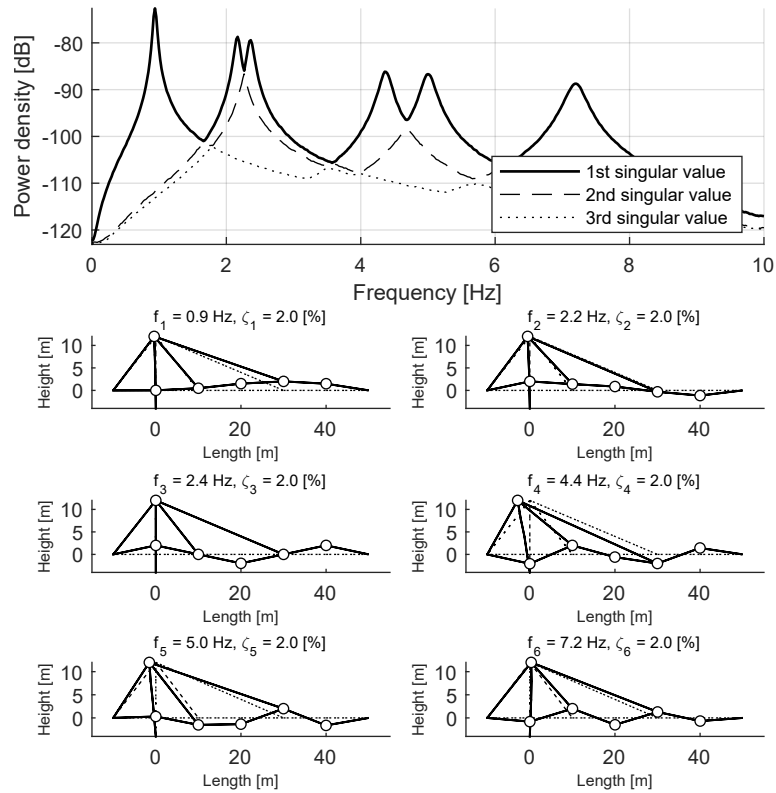 Power density [dB]
-80
-90
-100
-110
-120
1st singular value
2nd singular value
3rd singular value
0 2 4 6 8 10
Frequency [Hz]
f1 = 0.9 Hz, ζ1 = 2.0 [%]
Height [m]
10
5
0
0 20 40
Length [m]
f2 = 2.2 Hz, ζ2 = 2.0 [%]
Height [m]
10
5
0
0 20 40
Length [m]
f3 = 2.4 Hz, ζ3 = 2.0 [%]
Height [m]
10
5
0
0 20 40
Length [m]
f4 = 4.4 Hz, ζ4 = 2.0 [%]
Height [m]
10
5
0
0 20 40
Length [m]
f5 = 5.0 Hz, ζ5 = 2.0 [%]
Height [m]
10
5
0
0 20 40
Length [m]
f6 = 7.2 Hz, ζ6 = 2.0 [%]
Height [m]
10
5
0
0 20 40
Length [m]